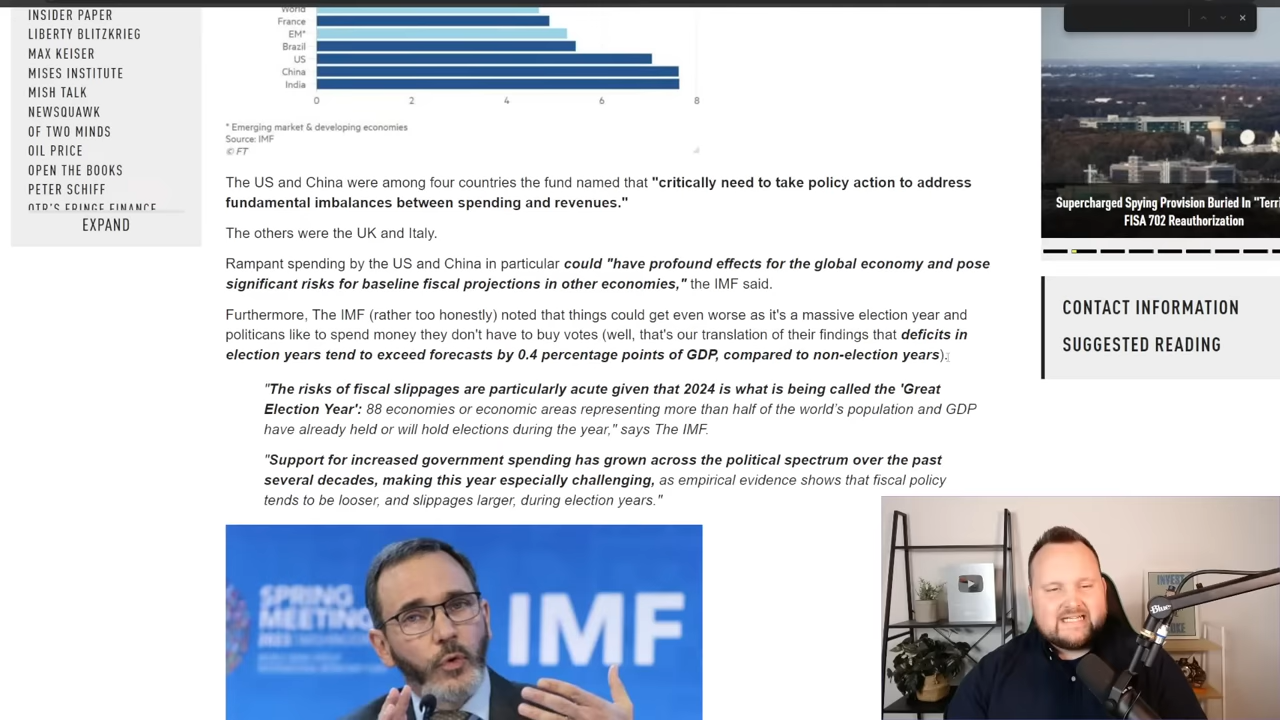 INSIDER PAPER
LIBERTY BLITZKRIEG
MAX KEISER
MISES INSTITUTE
MISH TALK
NEWSQUAWK
OF TWO MINDS
OIL PRICE
OPEN THE BOOKS
PETER SCHIFF
QTR'S FRINGE FINANCE
EXPAND
World
France
EM*
Brazil
US
China
India
0 2 4 6 8
* Emerging market & developing economies
Source: IMF
© FT
The US and China were among four countries the fund named that "critically need to take policy action to address
fundamental imbalances between spending and revenues."
The others were the UK and Italy.
Rampant spending by the US and China in particular could "have profound effects for the global economy and pose
significant risks for baseline fiscal projections in other economies," the IMF said.
Furthermore, The IMF (rather too honestly) noted that things could get even worse as it's a massive election year and
politicians like to spend money they don't have to buy votes (well, that's our translation of their findings that deficits in
election years tend to exceed forecasts by 0.4 percentage points of GDP, compared to non-election years).
"The risks of fiscal slippages are particularly acute given that 2024 is what is being called the 'Great
Election Year': 88 economies or economic areas representing more than half of the world's population and GDP
have already held or will hold elections during the year," says The IMF.
"Support for increased government spending has grown across the political spectrum over the past
several decades, making this year especially challenging, as empirical evidence shows that fiscal policy
tends to be looser, and slippages larger, during election years."
SPRING
MEETING
IMF
Supercharged Spying Provision Buried In "Terri
FISA 702 Reauthorization
CONTACT INFORMATION
SUGGESTED READING
INVEST
Blue